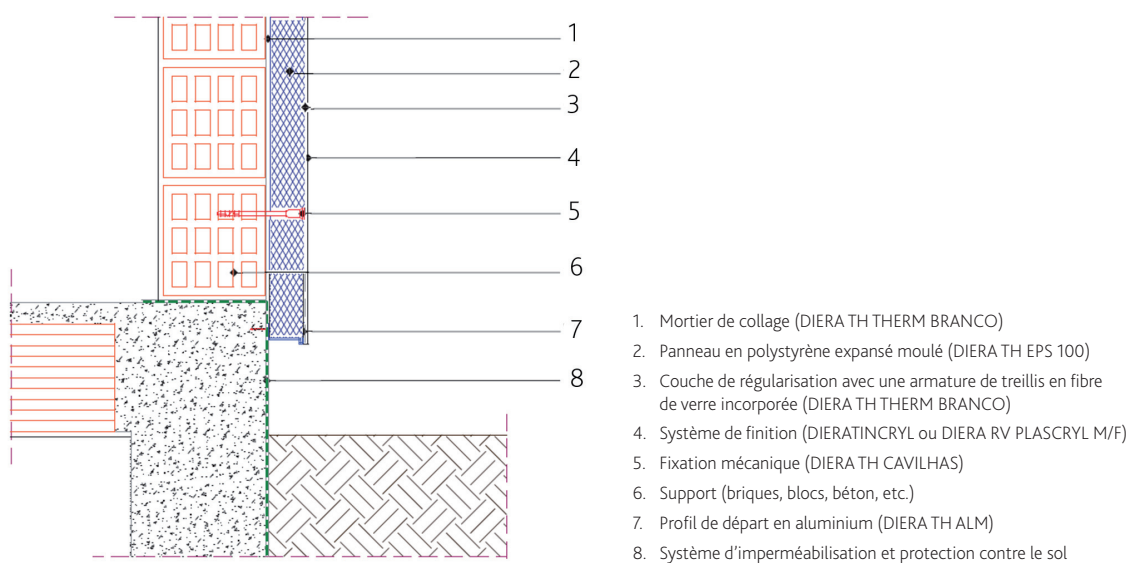 1
2
3
4
5
6
7
8
1. Mortier de collage (DIERA TH THERM BRANCO)
2. Panneau en polystyrène expansé moulé (DIERA TH EPS 100)
3. Couche de régularisation avec une armature de treillis en fibre
de verre incorporée (DIERA TH THERM BRANCO)
4. Système de finition (DIERATINCRYL ou DIERA RV PLASCRYL M/F)
5. Fixation mécanique (DIERA TH CAVILHAS)
6. Support (briques, blocs, béton, etc.)
7. Profil de départ en aluminium (DIERA TH ALM)
8. Système d'imperméabilisation et protection contre le sol